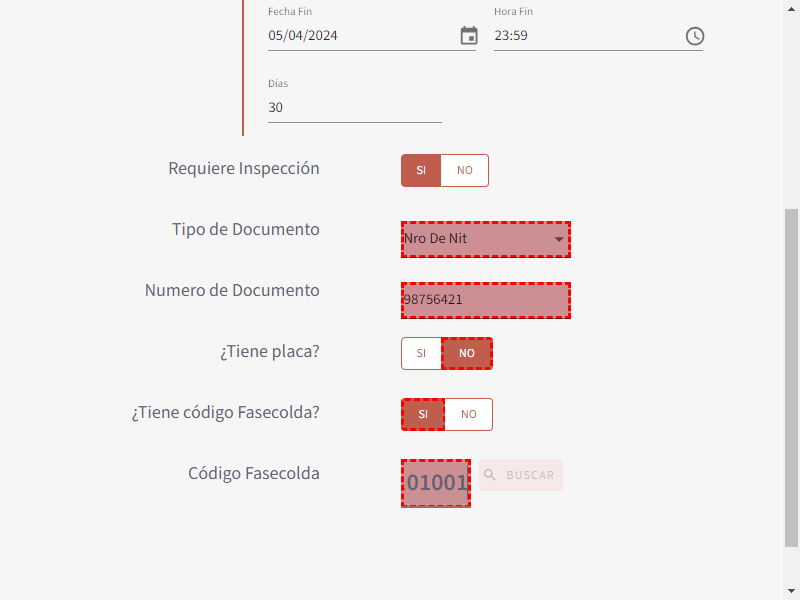 Fecha Fin
Hora Fin
05/04/2024
23:59
Días
30
Requiere Inspección
SI
NO
Tipo de Documento
Nro De Nit
Numero de Documento
98756421
¿Tiene placa?
SI
NO
¿Tiene código Fasecolda?
SI
NO
Código Fasecolda
01001
BUSCAR